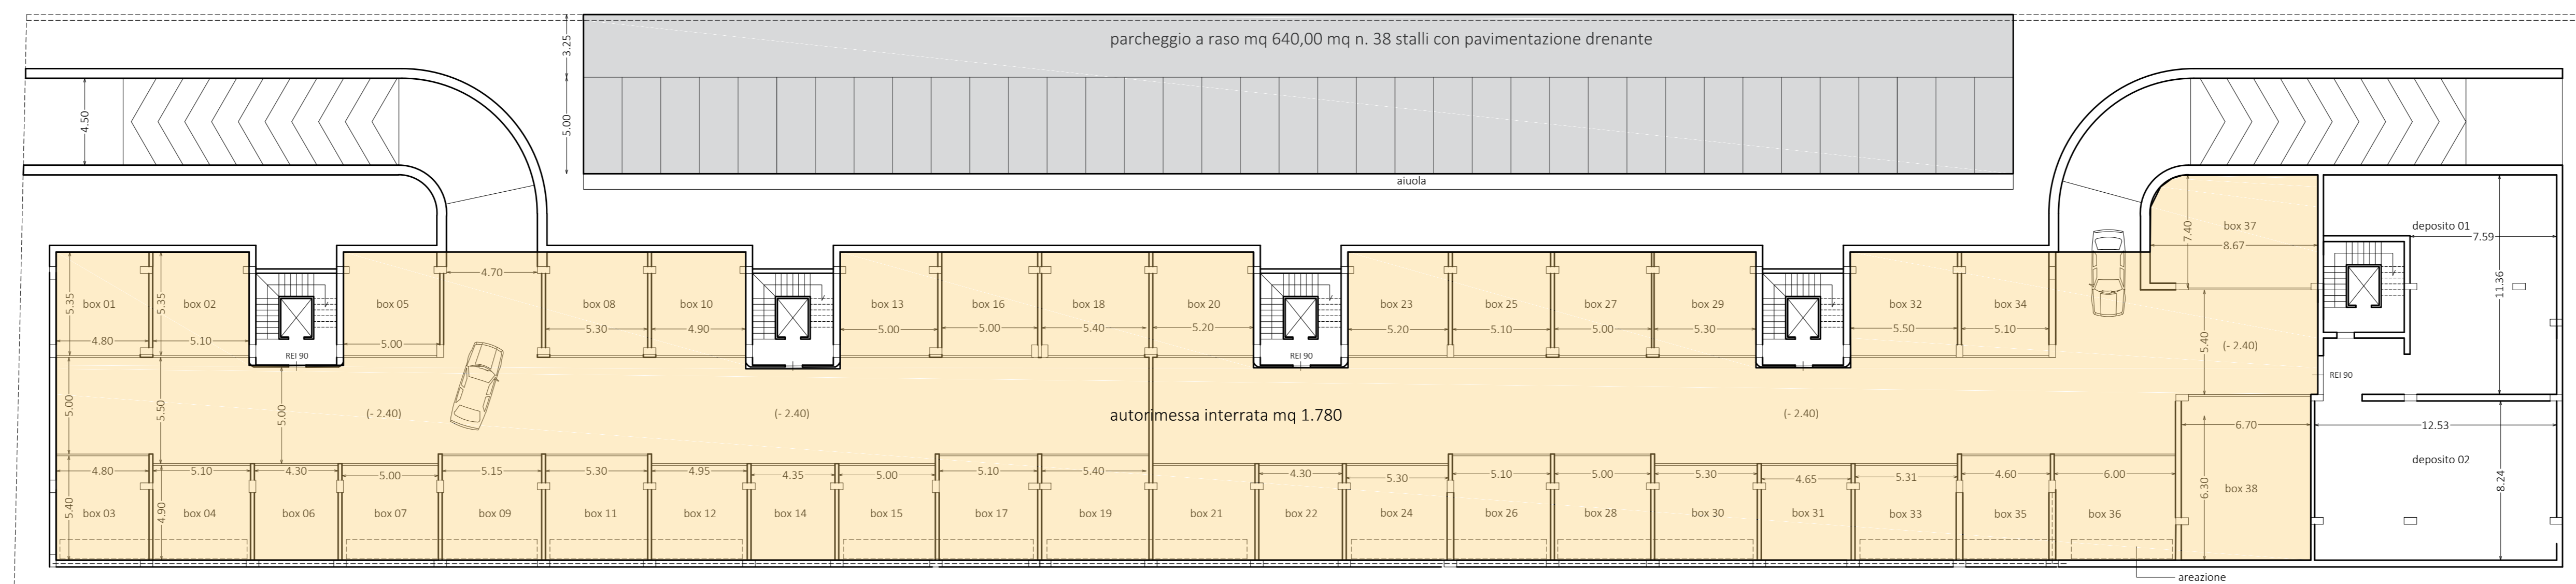 parcheggio a raso mq 640,00 mq n. 38 stalli con pavimentazione drenante
3.25
5.00
4.50
aiuola
box 37
7.40
8.67
deposito 01
7.59
11.36
4.70
box 01
5.35
4.80
box 02
5.35
5.10
REI 90
box 05
5.00
box 08
5.30
box 10
4.90
box 13
5.00
box 16
5.00
box 18
5.40
box 20
5.20
REI 90
box 23
5.20
box 25
5.10
box 27
5.00
box 29
5.30
box 32
5.50
box 34
5.10
5.40
(- 2.40)
REI 90
5.00
5.50
5.00
(- 2.40)
(- 2.40)
autorimessa interrata mq 1.780
(- 2.40)
6.70
12.53
4.80
5.10
4.30
5.00
5.15
5.30
4.95
4.35
5.00
5.10
5.40
4.30
5.30
5.10
5.00
5.30
4.65
5.31
4.60
6.00
5.40
box 03
4.90
box 04
box 06
box 07
box 09
box 11
box 12
box 14
box 15
box 17
box 19
box 21
box 22
box 24
box 26
box 28
box 30
box 31
box 33
box 35
box 36
6.30
box 38
deposito 02
8.24
areazione